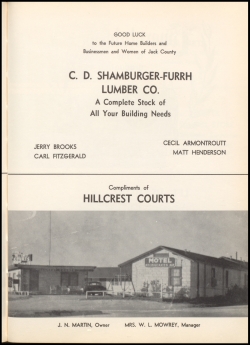 GOOD LUCK
to the Future Home Builders and
Businessmen and Women of Jack County
C. D. SHAMBURGER-FURRH
LUMBER CO.
A Complete Stock of
All Your Building Needs
JERRY BROOKS
CARL FITZGERALD
CECIL ARMONTROUTT
MATT HENDERSON
Compliments of
HILLCREST COURTS
MOTEL
J. N. MARTIN, Owner MRS. W. L. MOWREY, Manager